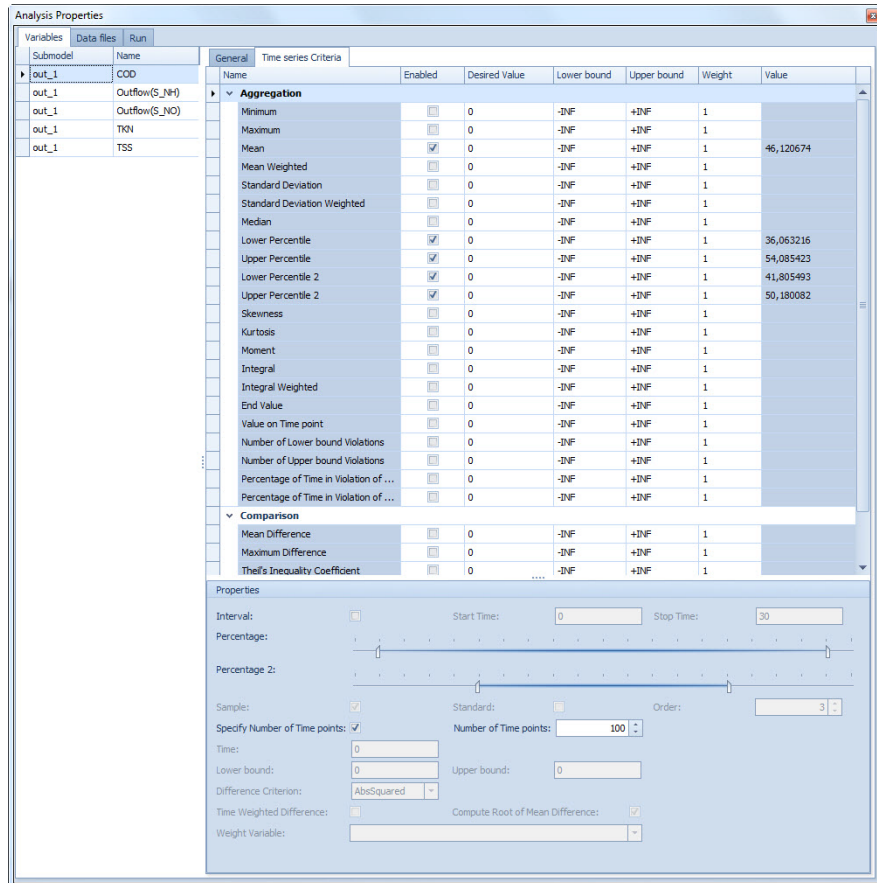 Analysis Properties
Variables Data files Run
Submodel Name
out_1 COD
out_1 Outflow(S_NH)
out_1 Outflow(S_NO)
out_1 TKN
out_1 TSS
General Time series Criteria
Name Enabled Desired Value Lower bound Upper bound Weight Value
Aggregation
Minimum 0 -INF +INF 1
Maximum 0 -INF +INF 1
Mean 0 -INF +INF 1 46,120674
Mean Weighted 0 -INF +INF 1
Standard Deviation 0 -INF +INF 1
Standard Deviation Weighted 0 -INF +INF 1
Median 0 -INF +INF 1
Lower Percentile 0 -INF +INF 1 36,063216
Upper Percentile 0 -INF +INF 1 54,085423
Lower Percentile 2 0 -INF +INF 1 41,805493
Upper Percentile 2 0 -INF +INF 1 50,180082
Skewness 0 -INF +INF 1
Kurtosis 0 -INF +INF 1
Moment 0 -INF +INF 1
Integral 0 -INF +INF 1
Integral Weighted 0 -INF +INF 1
End Value 0 -INF +INF 1
Value on Time point 0 -INF +INF 1
Number of Lower bound Violations 0 -INF +INF 1
Number of Upper bound Violations 0 -INF +INF 1
Percentage of Time in Violation of ... 0 -INF +INF 1
Percentage of Time in Violation of ... 0 -INF +INF 1
Comparison
Mean Difference 0 -INF +INF 1
Maximum Difference 0 -INF +INF 1
Theil's Inequality Coefficient 0 -INF +INF 1
Properties
Interval: Start Time: 0 Stop Time: 30
Percentage:
Percentage 2:
Sample: Standard: Order: 3
Specify Number of Time points: Number of Time points: 100
Time: 0
Lower bound: 0 Upper bound: 0
Difference Criterion: AbsSquared
Time Weighted Difference: Compute Root of Mean Difference:
Weight Variable: